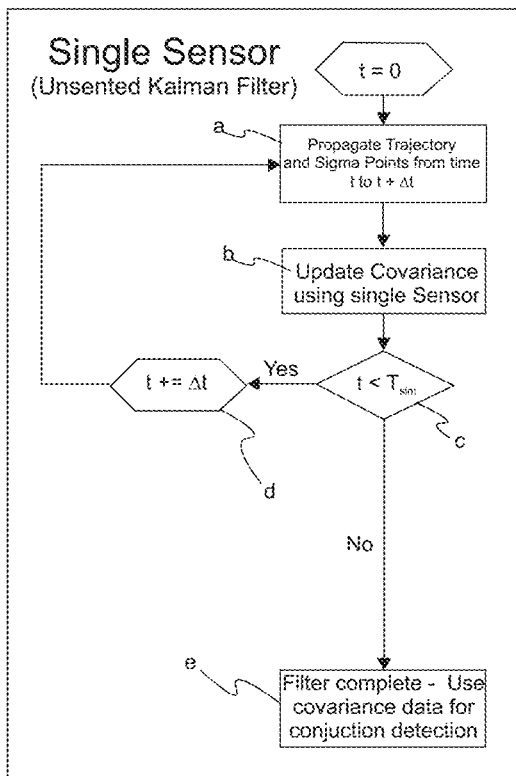 Single Sensor
(Unsented Kalman Filter)
t = 0
a
Propagate Trajectory
and Sigma Points from time
t to t + Δt
b
Update Covariance
using single Sensor
t < Tsim
Yes
t += Δt
c
d
No
e
Filter complete - Use
covariance data for
conjuction detection